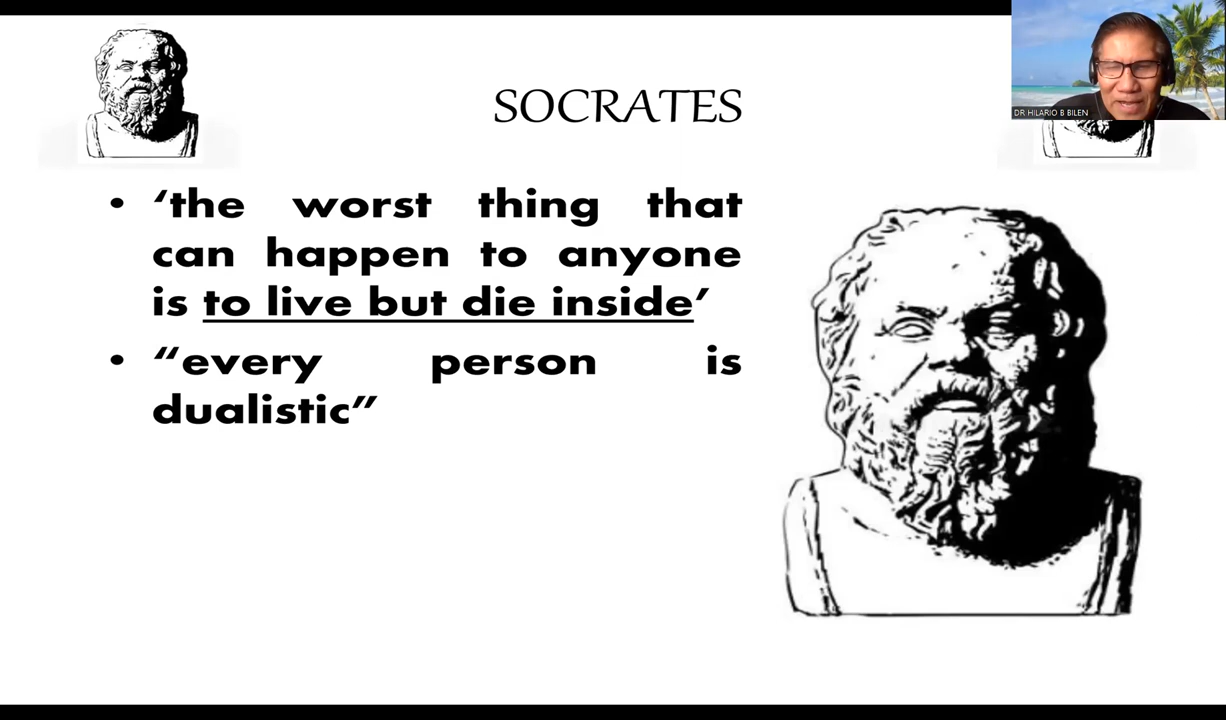 SOCRATES
DR HILARIO B BILEN
• ‘the worst thing that
can happen to anyone
is to live but die inside’
• “every person is
dualistic”